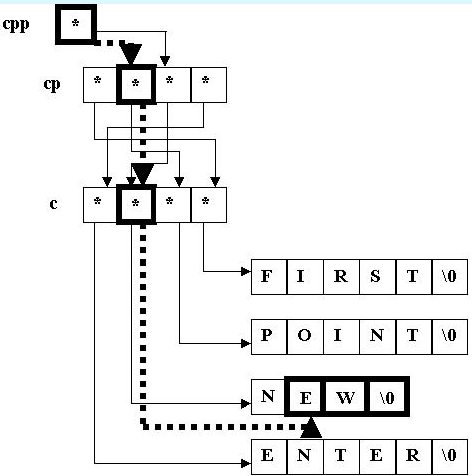 cpp *
cp * * * *
c * * * *
F I R S T \0
P O I N T \0
N E W \0
E N T E R \0